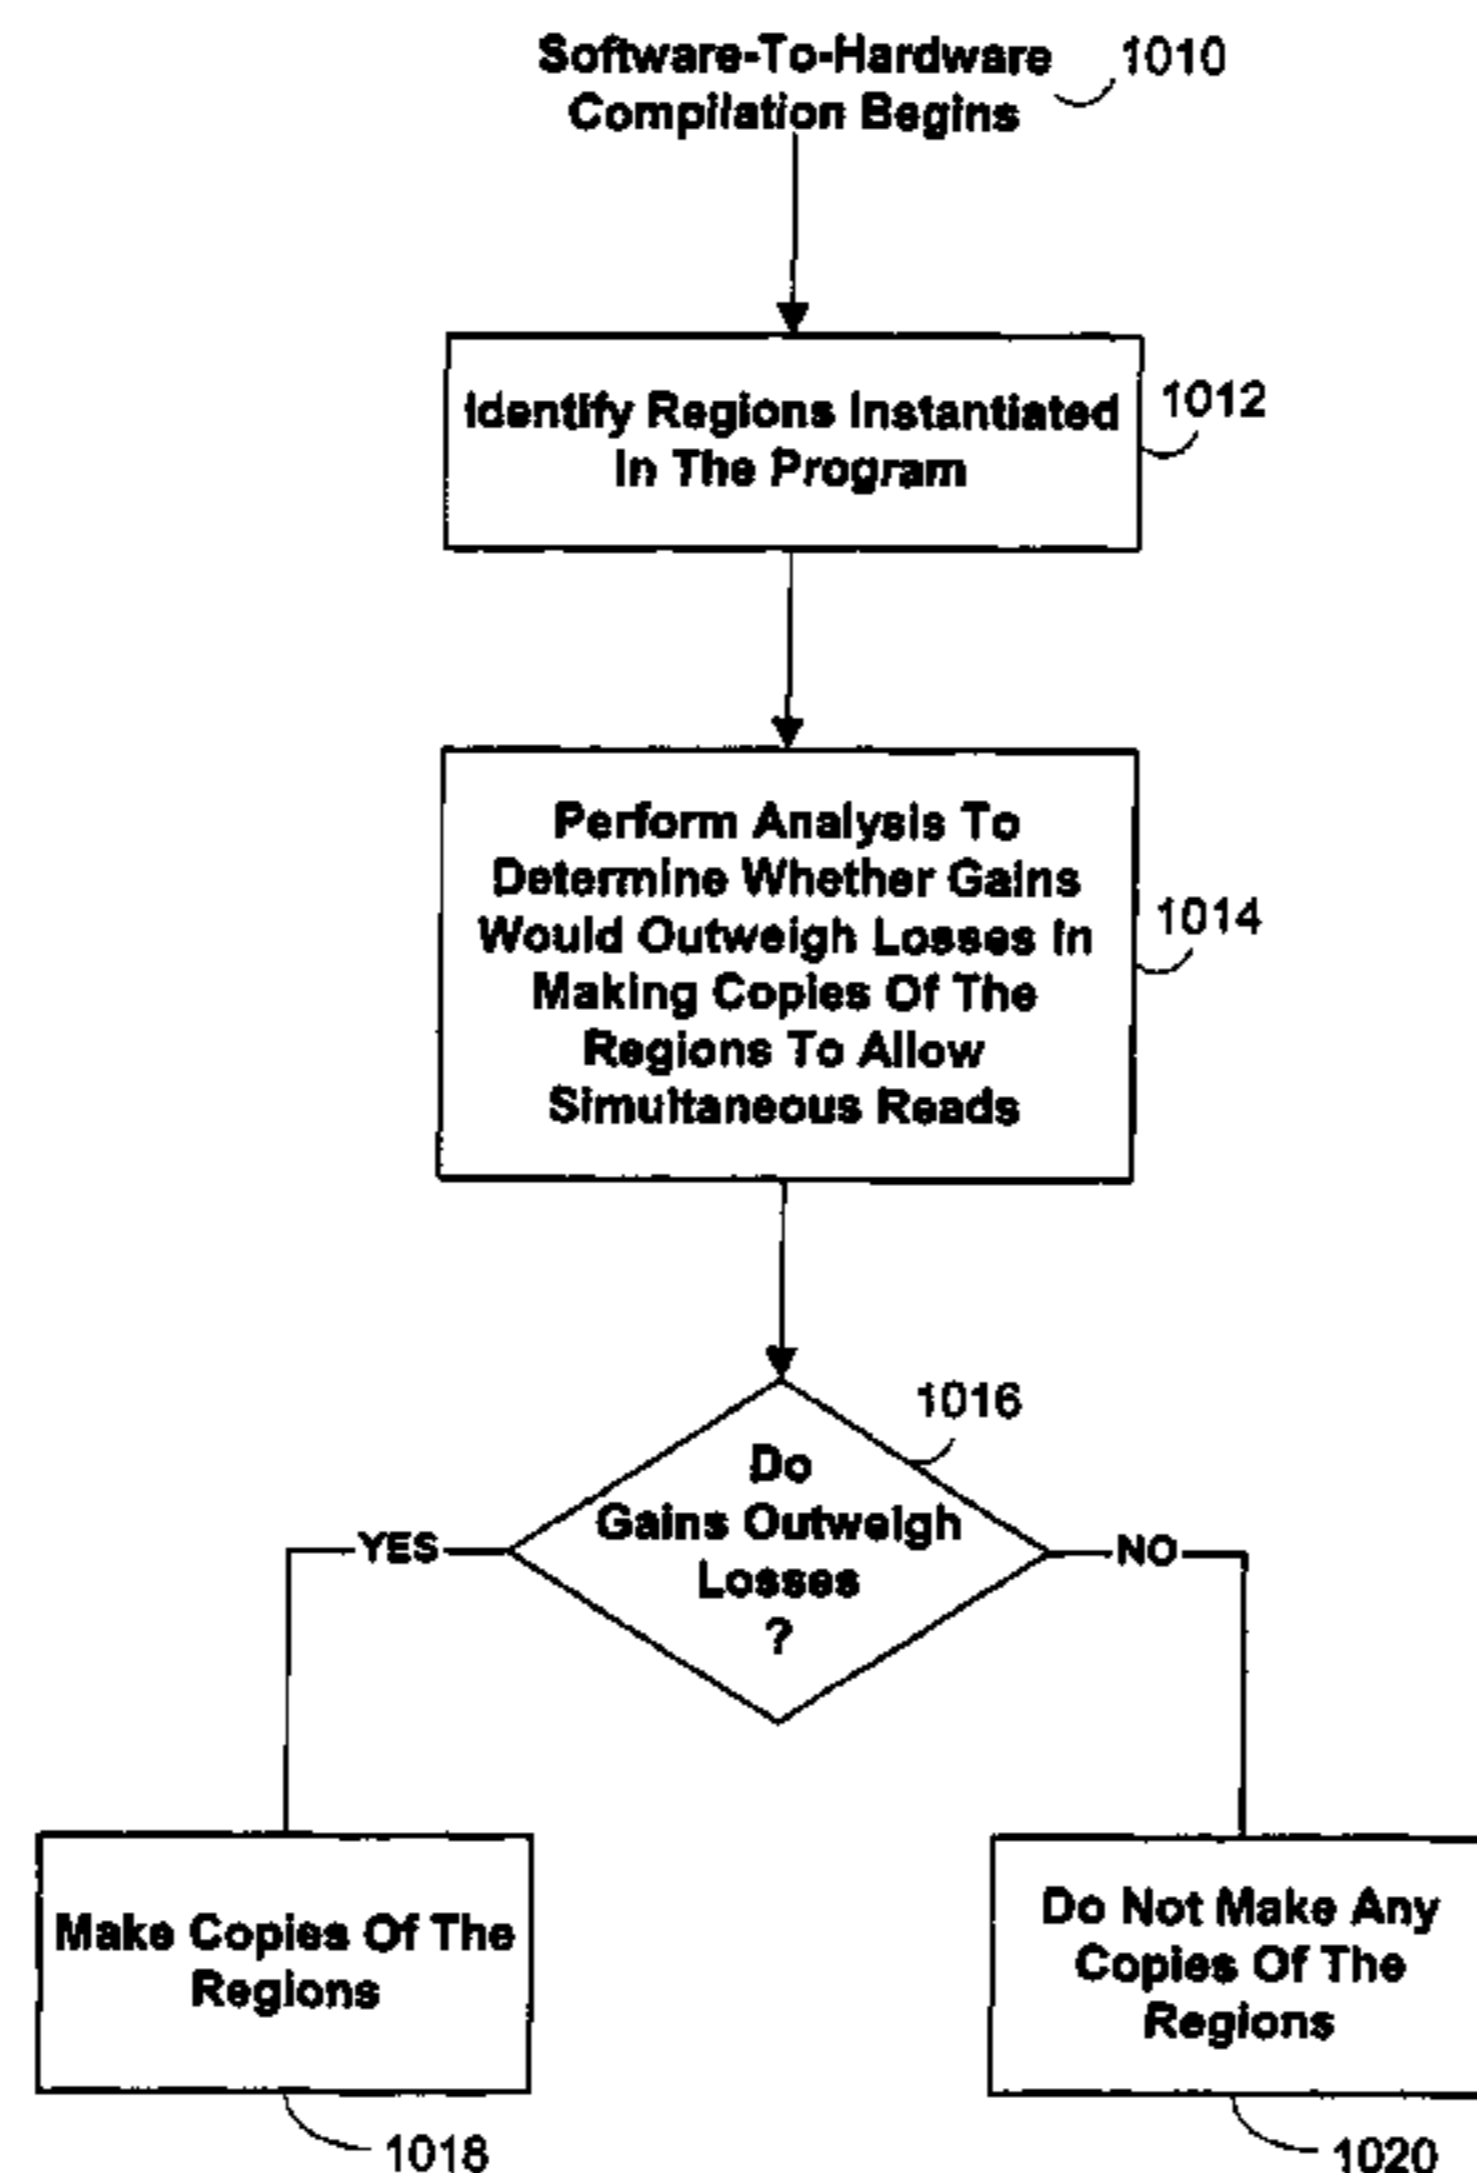 Software-To-Hardware
Compilation Begins
1010
Identify Regions Instantiated
In The Program
1012
Perform Analysis To
Determine Whether Gains
Would Outweigh Losses In
Making Copies Of The
Regions To Allow
Simultaneous Reads
1014
1016
Do
Gains Outweigh
Losses
?
YES
NO
Make Copies Of The
Regions
Do Not Make Any
Copies Of The
Regions
1018
1020